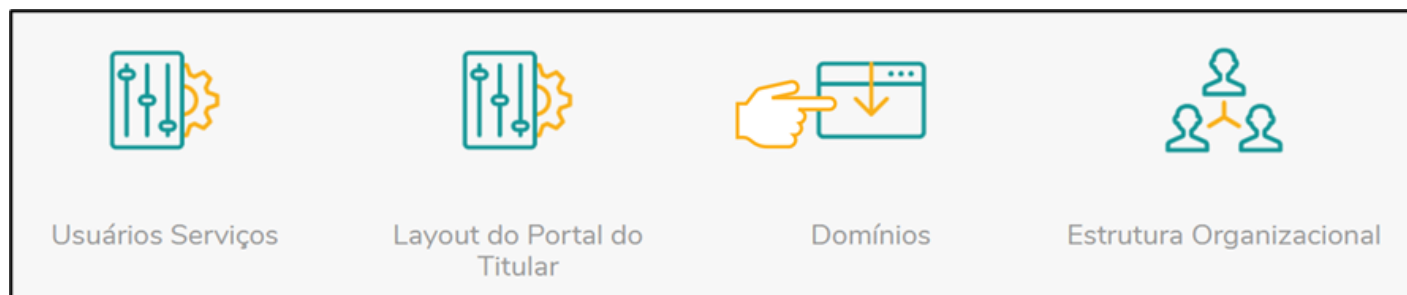 Usuários Serviços
Layout do Portal do
Titular
Domínios
Estrutura Organizacional